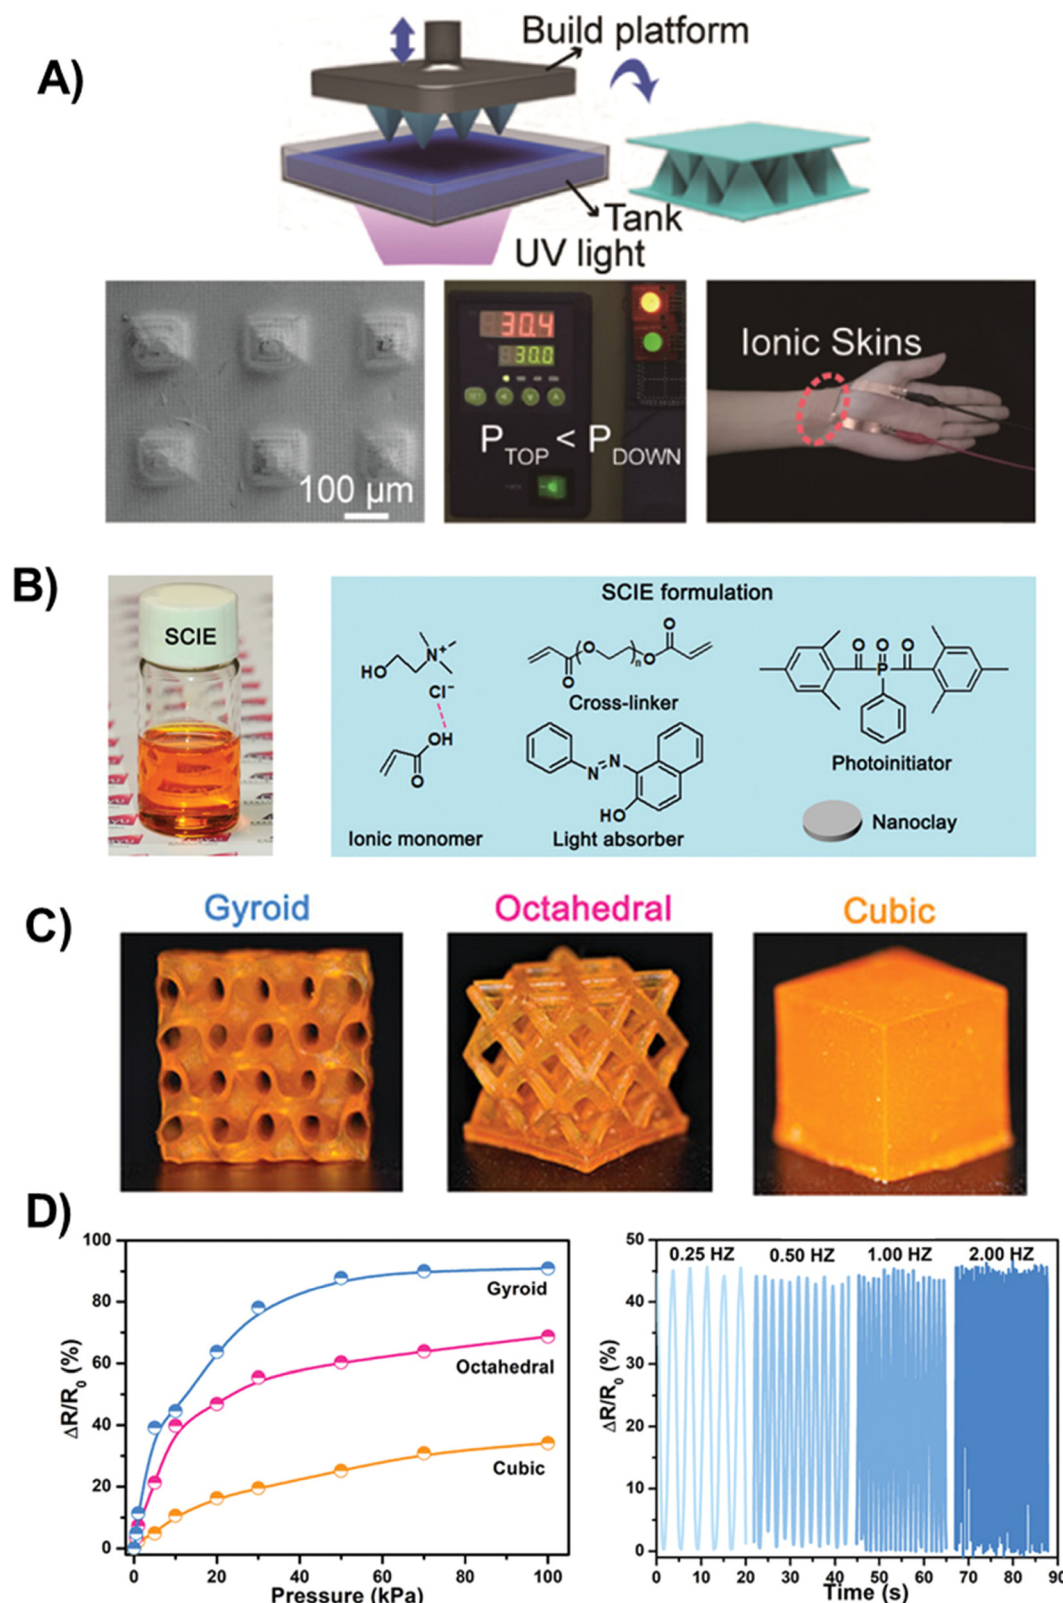 A)
Build platform
Tank
UV light
100 µm
30.4
30.0
SET
P_TOP < P_DOWN
Ionic Skins
B)
SCIE
SCIE formulation
HO
N+
Cl−
OH
O
Ionic monomer
O
O
n
O
O
Cross-linker
N=N
HO
Light absorber
O O O
P
Photoinitiator
Nanoclay
C)
Gyroid
Octahedral
Cubic
D)
100
80
60
40
20
0
ΔR/R0 (%)
Gyroid
Octahedral
Cubic
0 20 40 60 80 100
Pressure (kPa)
50
40
30
20
10
0
ΔR/R0 (%)
0.25 HZ
0.50 HZ
1.00 HZ
2.00 HZ
0 10 20 30 40 50 60 70 80 90
Time (s)